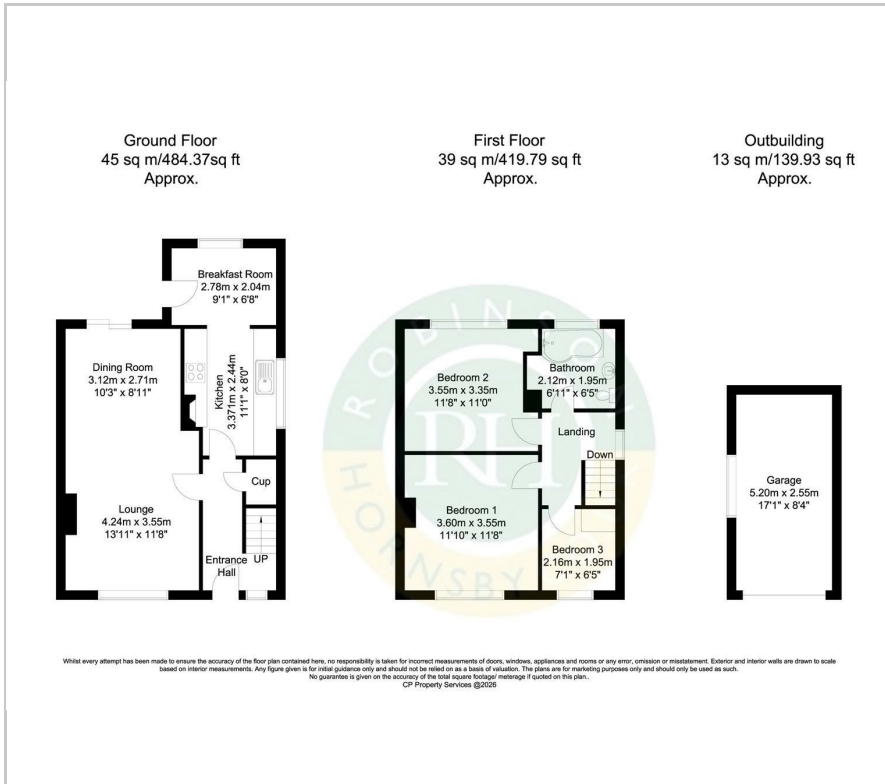 Ground Floor
45 sq m/484.37sq ft
Approx.
First Floor
39 sq m/419.79 sq ft
Approx.
Outbuilding
13 sq m/139.93 sq ft
Approx.
Breakfast Room
2.78m x 2.04m
9'1" x 6'8"
Dining Room
3.12m x 2.71m
10'3" x 8'11"
Kitchen
3.371m x 2.44m
11'1" x 8'0"
Cup
Lounge
4.24m x 3.55m
13'11" x 11'8"
Entrance
Hall
UP
Bedroom 2
3.55m x 3.35m
11'8" x 11'0"
Bathroom
2.12m x 1.95m
6'11" x 6'5"
Landing
Down
Bedroom 1
3.60m x 3.55m
11'10" x 11'8"
Bedroom 3
2.16m x 1.95m
7'1" x 6'5"
Garage
5.20m x 2.55m
17'1" x 8'4"
ROBINSON
RH
HORNSBY
Whilst every attempt has been made to ensure the accuracy of the floor plan contained here, no responsibility is taken for incorrect measurements of doors, windows, appliances and rooms or any error, omission or misstatement. Exterior and interior walls are drawn to scale
based on interior measurements. Any figure given is for initial guidance only and should not be relied on as a basis of valuation. The plans are for marketing purposes only and should only be used as such.
No guarantee is given on the accuracy of the total square footage/ meterage if quoted on this plan..
CP Property Services @2026